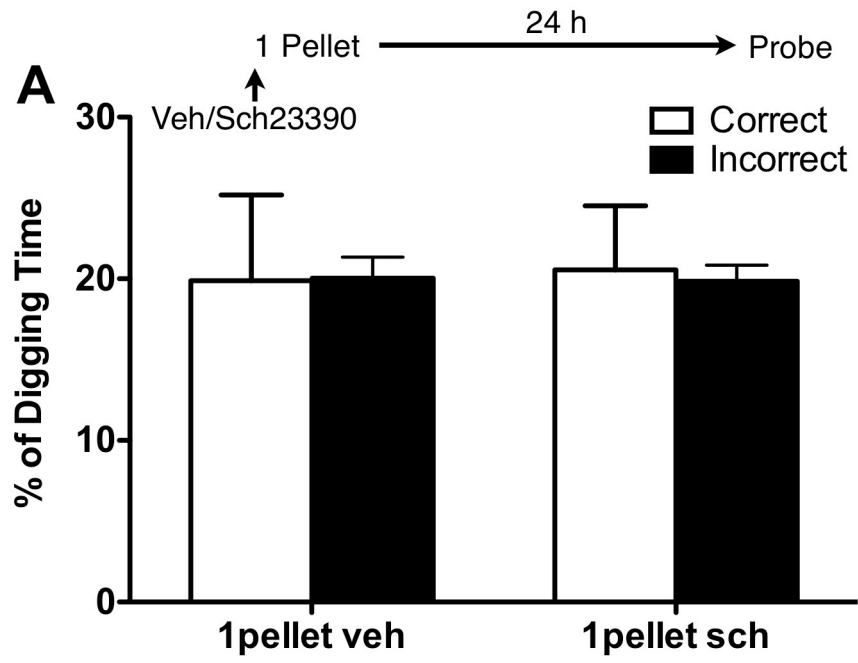 24 h
1 Pellet
Probe
A
Veh/Sch23390
Correct
Incorrect
% of Digging Time
30
20
10
0
1pellet veh
1pellet sch